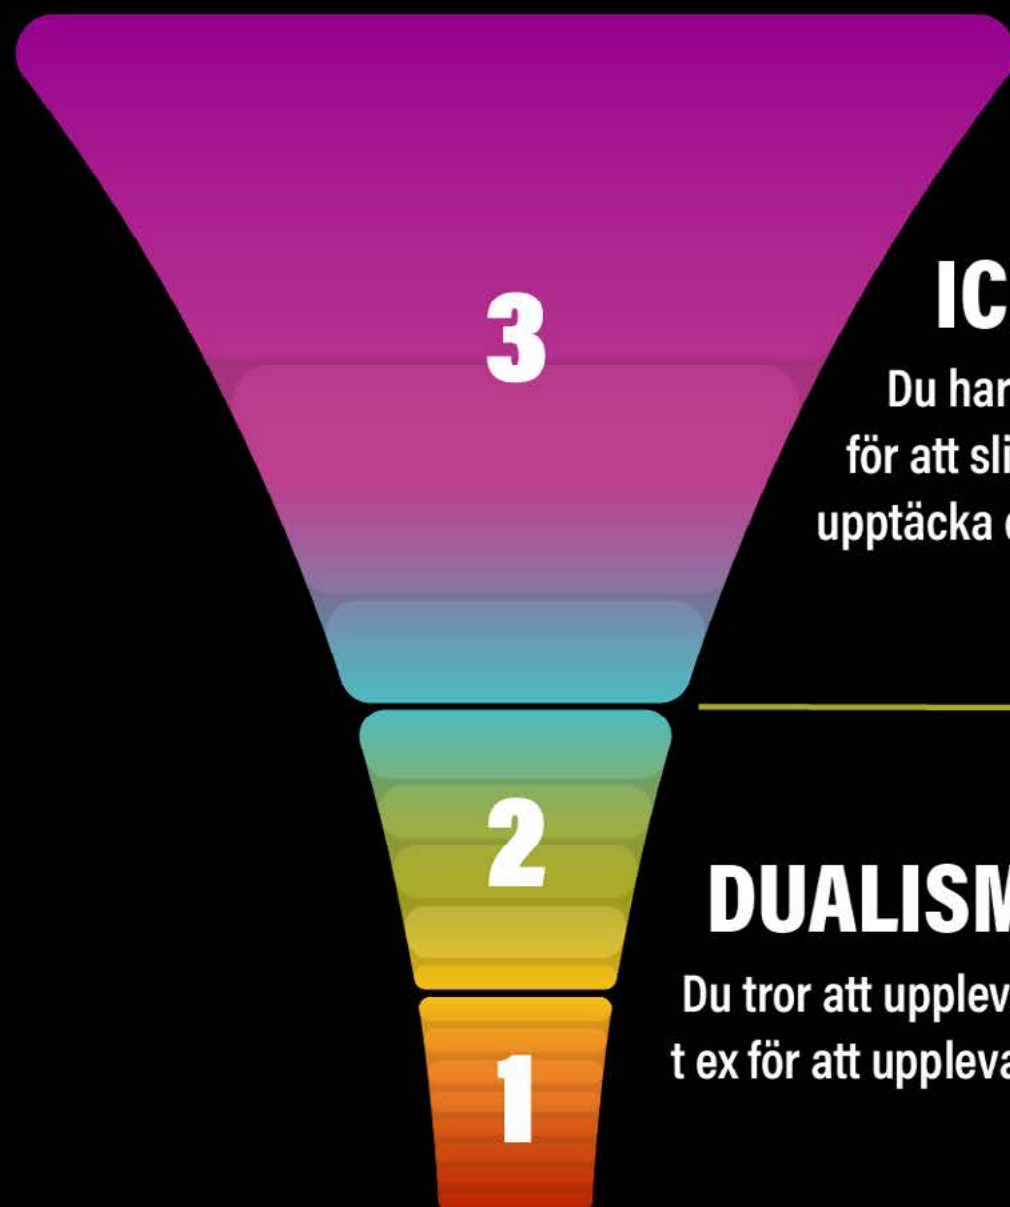 3
IC
Du har
för att sli
upptäcka
2
DUALISM
Du tror att upplev
t ex för att uppleva
1